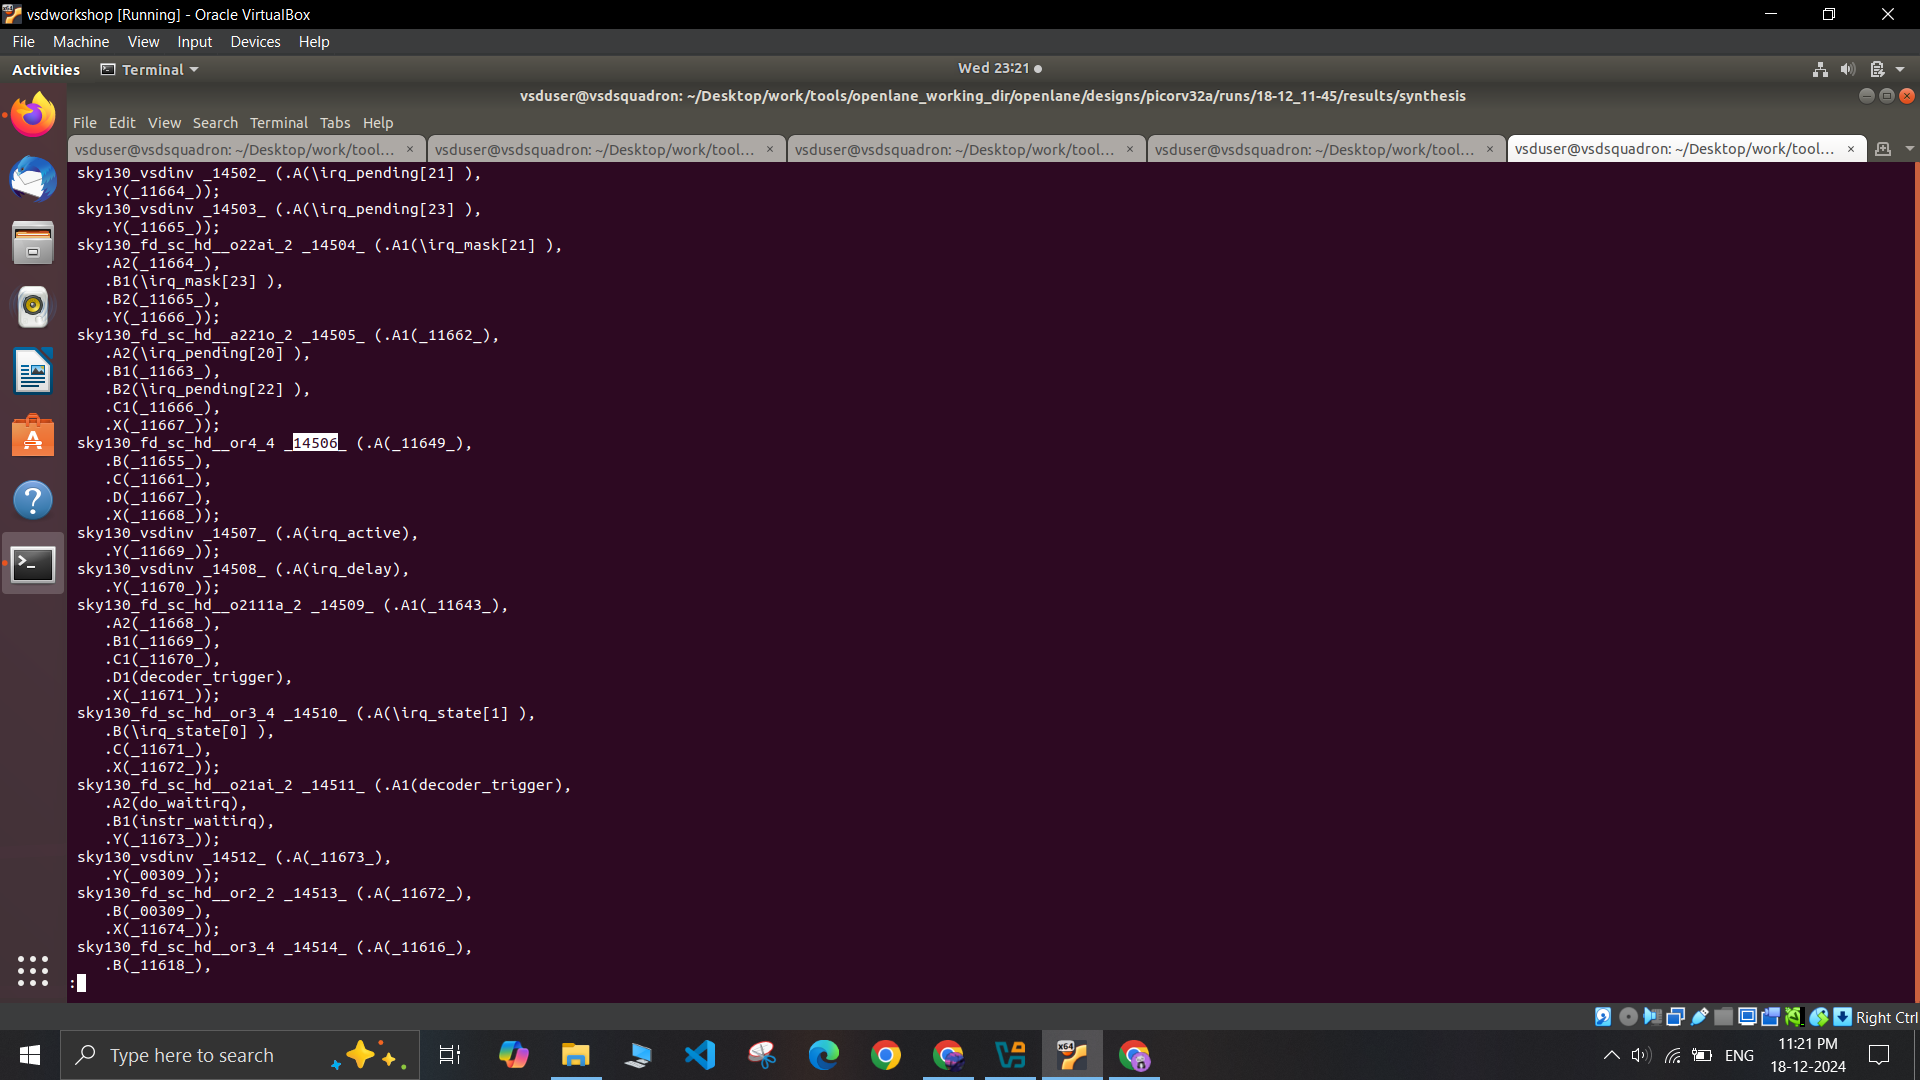 vsdworkshop [Running] - Oracle VirtualBox
File Machine View Input Devices Help
Activities Terminal Wed 23:21
vsduser@vsdsquadron: ~/Desktop/work/tools/openlane_working_dir/openlane/designs/picorv32a/runs/18-12_11-45/results/synthesis
File Edit View Search Terminal Tabs Help
vsduser@vsdsquadron: ~/Desktop/work/tool... × vsduser@vsdsquadron: ~/Desktop/work/tool... × vsduser@vsdsquadron: ~/Desktop/work/tool... × vsduser@vsdsquadron: ~/Desktop/work/tool... × vsduser@vsdsquadron: ~/Desktop/work/tool... ×
sky130_vsdinv _14502_ (.A(\irq_pending[21] ),
.Y(_11664_));
sky130_vsdinv _14503_ (.A(\irq_pending[23] ),
.Y(_11665_));
sky130_fd_sc_hd__o22ai_2 _14504_ (.A1(\irq_mask[21] ),
.A2(_11664_),
.B1(\irq_mask[23] ),
.B2(_11665_),
.Y(_11666_));
sky130_fd_sc_hd__a221o_2 _14505_ (.A1(_11662_),
.A2(\irq_pending[20] ),
.B1(_11663_),
.B2(\irq_pending[22] ),
.C1(_11666_),
.X(_11667_));
sky130_fd_sc_hd__or4_4 _14506_ (.A(_11649_),
.B(_11655_),
.C(_11661_),
.D(_11667_),
.X(_11668_));
sky130_vsdinv _14507_ (.A(irq_active),
.Y(_11669_));
sky130_vsdinv _14508_ (.A(irq_delay),
.Y(_11670_));
sky130_fd_sc_hd__o2111a_2 _14509_ (.A1(_11643_),
.A2(_11668_),
.B1(_11669_),
.C1(_11670_),
.D1(decoder_trigger),
.X(_11671_));
sky130_fd_sc_hd__or3_4 _14510_ (.A(\irq_state[1] ),
.B(\irq_state[0] ),
.C(_11671_),
.X(_11672_));
sky130_fd_sc_hd__o21ai_2 _14511_ (.A1(decoder_trigger),
.A2(do_waitirq),
.B1(instr_waitirq),
.Y(_11673_));
sky130_vsdinv _14512_ (.A(_11673_),
.Y(_00309_));
sky130_fd_sc_hd__or2_2 _14513_ (.A(_11672_),
.B(_00309_),
.X(_11674_));
sky130_fd_sc_hd__or3_4 _14514_ (.A(_11616_),
.B(_11618_),
:
Right Ctrl
Type here to search
X64
ENG
11:21 PM
18-12-2024